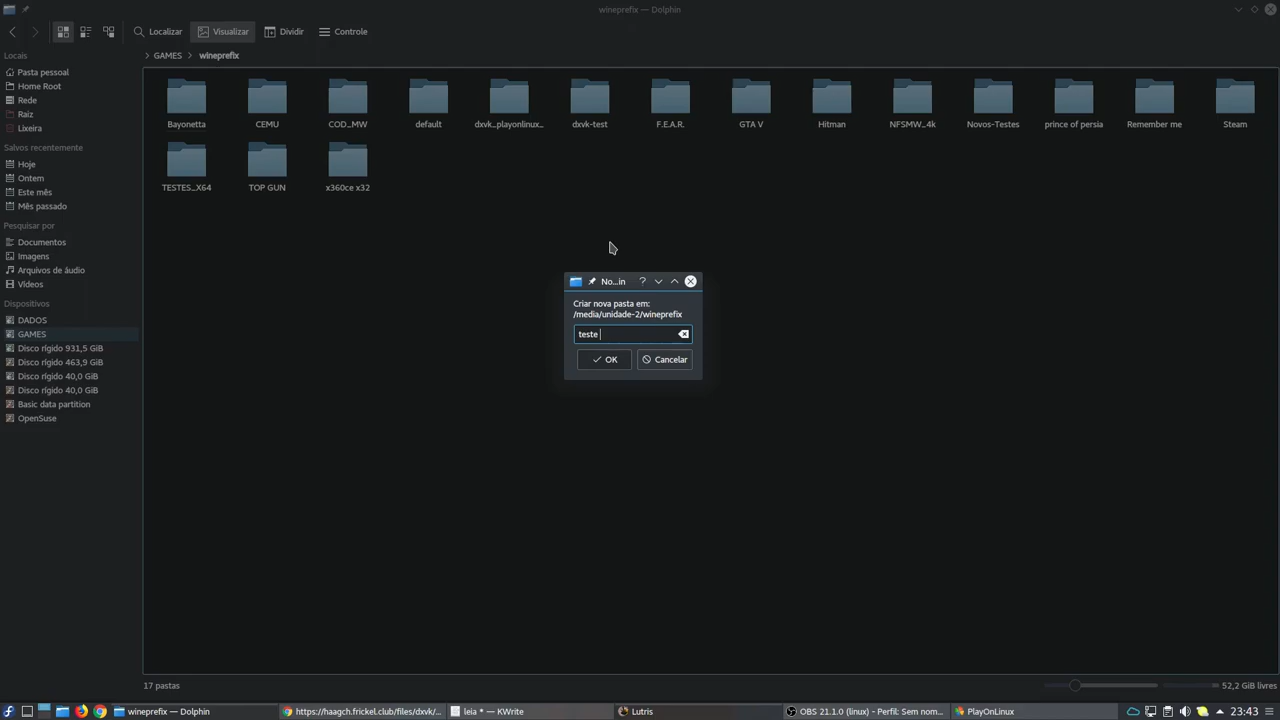 wineprefix — Dolphin
Localizar Visualizar Dividir Controle
Locais
Pasta pessoal
Home Root
Rede
Raiz
Lixeira
Salvos recentemente
Hoje
Ontem
Este mês
Mês passado
Pesquisar por
Documentos
Imagens
Arquivos de áudio
Vídeos
Dispositivos
DADOS
GAMES
Disco rígido 931,5 GiB
Disco rígido 463,9 GiB
Disco rígido 40,0 GiB
Disco rígido 40,0 GiB
Basic data partition
OpenSuse
> GAMES > wineprefix
Bayonetta CEMU COD_MW default dxvk_playonlinux_... dxvk-test F.E.A.R. GTA V Hitman NFSMW_4k Novos-Testes prince of persia Remember me Steam
TESTES_X64 TOP GUN x360ce x32
No...in ?
Criar nova pasta em:
/media/unidade-2/wineprefix
teste
OK Cancelar
17 pastas 52,2 GiB livres
wineprefix — Dolphin https://haagch.frickel.club/files/dxvk/... leia * — KWrite Lutris OBS 21.1.0 (linux) - Perfil: Sem nom... PlayOnLinux 23:43